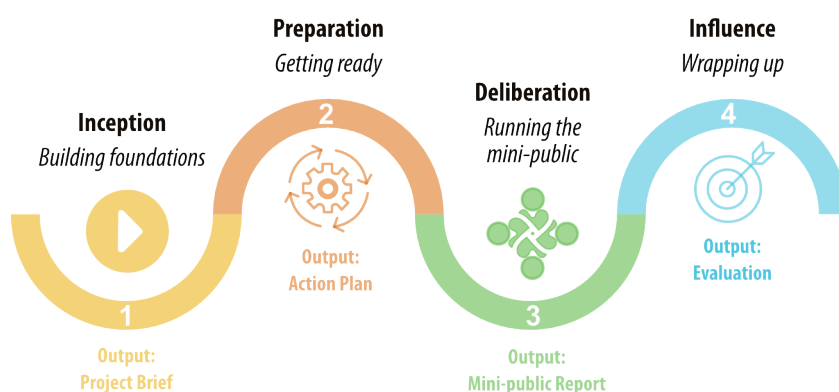 Inception
Building foundations
1
Output:
Project Brief
Preparation
Getting ready
2
Output:
Action Plan
Deliberation
Running the
mini-public
3
Output:
Mini-public Report
Influence
Wrapping up
4
Output:
Evaluation